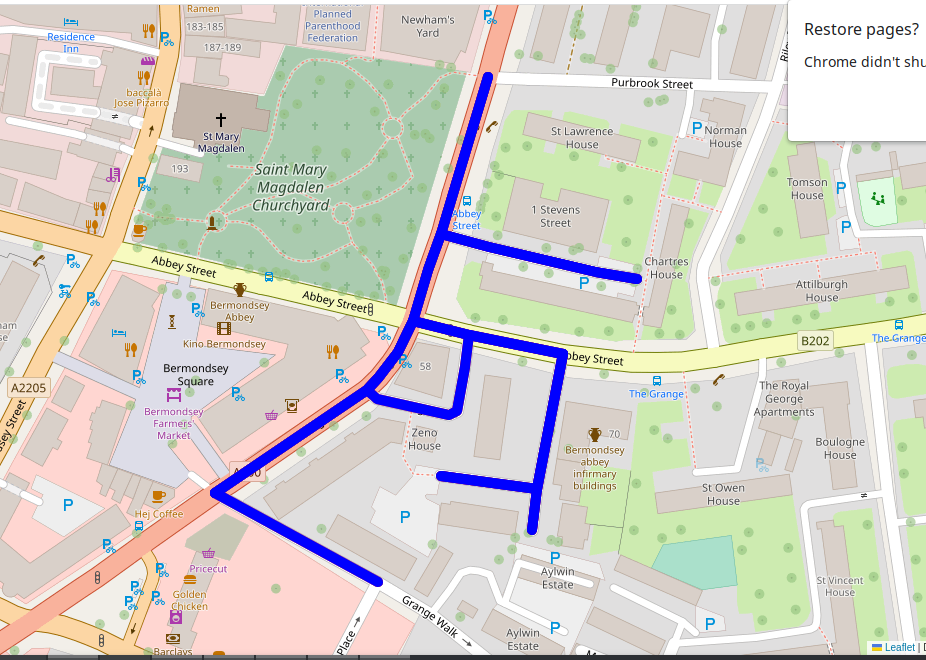 Ramen
183-185
187-189
Planned
Parenthood
Federation
Newham's
Yard
Restore pages?
Chrome didn't shu
Residence
Inn
baccalà
Jose Pizarro
St Mary
Magdalen
193
Saint Mary
Magdalen
Churchyard
Purbrook Street
St Lawrence
House
Norman
House
Tomson
House
Abbey
Street
1 Stevens
Street
Chartres
House
Attilburgh
House
Abbey Street
Abbey Street
Bermondsey
Abbey
Kino Bermondsey
Bermondsey
Square
Bermondsey
Farmers
Market
58
Abbey Street
B202
The Grange
The Grange
A2205
The Royal
George
Apartments
Boulogne
House
Zeno
House
70
Bermondsey
abbey
infirmary
buildings
St Owen
House
Hej Coffee
Pricecut
Golden
Chicken
Barclays
Aylwin
Estate
Aylwin
Estate
St Vincent
House
Grange Walk
Place
Leaflet